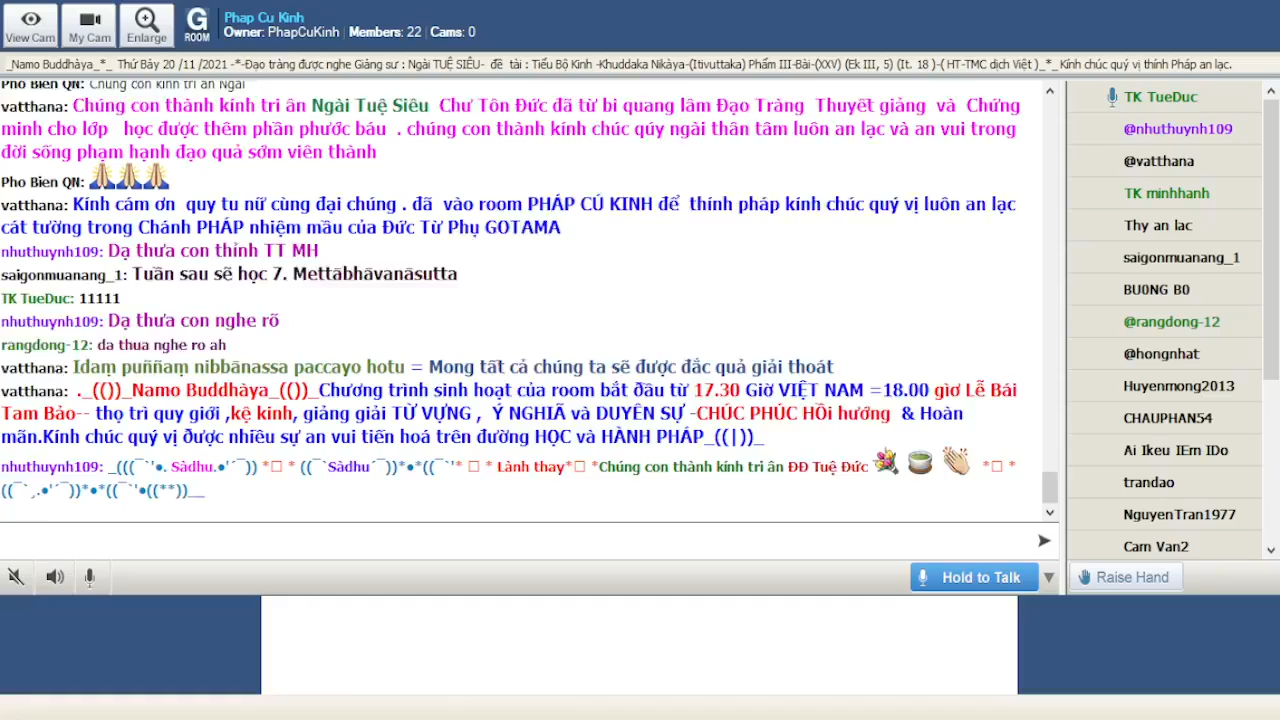 View Cam
My Cam
Enlarge
G
ROOM
Phap Cu Kinh
Owner: PhapCuKinh | Members: 22 | Cams: 0
_Namo Buddhàya_*_ Thứ Bảy 20 /11 /2021 -*-Đạo tràng được nghe Giảng sư : Ngài TUỆ SIÊU- đề tài : Tiểu Bộ Kinh -Khuddaka Nikàya-(Itivuttaka) Phẩm III-Bài-(XXV) (Ek III, 5) (It. 18 )-( HT-TMC dịch Việt )_*_Kính chúc quý vị thính Pháp an lạc.
Pho Bien QN: Chúng con kính tri ân Ngài
vatthana: Chúng con thành kính tri ân Ngài Tuệ Siêu Chư Tôn Đức đã từ bi quang lâm Đạo Tràng Thuyết giảng và Chứng
minh cho lớp học được thêm phần phước báu . chúng con thành kính chúc qúy ngài thân tâm luôn an lạc và an vui trong
đời sống phạm hạnh đạo quả sớm viên thành
Pho Bien QN: 🙏🙏🙏
vatthana: Kính cám ơn quy tu nữ cùng đại chúng . đã vào room PHÁP CÚ KINH để thính pháp kính chúc quý vị luôn an lạc
cát tường trong Chánh PHÁP nhiệm mầu của Đức Từ Phụ GOTAMA
nhuthuynh109: Dạ thưa con thỉnh TT MH
saigonmuanang_1: Tuần sau sẽ học 7. Mettābhāvanāsutta
TK TueDuc: 11111
nhuthuynh109: Dạ thưa con nghe rõ
rangdong-12: da thua nghe ro ah
vatthana: Idaṃ puññaṃ nibbānassa paccayo hotu = Mong tất cả chúng ta sẽ được đắc quả giải thoát
vatthana: ._(())_Namo Buddhàya_(())_Chương trình sinh hoạt của room bắt đầu từ 17.30 Giờ VIỆT NAM =18.00 giờ Lễ Bái
Tam Bảo-- thọ trì quy giới ,kệ kinh, giảng giải TỪ VỰNG , Ý NGHIÃ và DUYÊN SỰ -CHÚC PHÚC HỒi hướng & Hoàn
mãn.Kính chúc quý vị được nhiều sự an vui tiến hoá trên đường HỌC và HÀNH PHÁP_((|))_
nhuthuynh109: _(((¯`'●. Sàdhu.●'´¯)) *▯ * ((¯`Sàdhu´¯))*●*((¯`'* ▯ * Lành thay*▯ *Chúng con thành kính tri ân ĐĐ Tuệ Đức 💐 🍵 👏 *▯ *
((¯`¸.●'´¯))*●*((¯`'●((**))__
TK TueDuc
@nhuthuynh109
@vatthana
TK minhhanh
Thy an lac
saigonmuanang_1
BU0NG B0
@rangdong-12
@hongnhat
Huyenmong2013
CHAUPHAN54
Ai Ikeu IEm IDo
trandao
NguyenTran1977
Cam Van2
Hold to Talk
Raise Hand